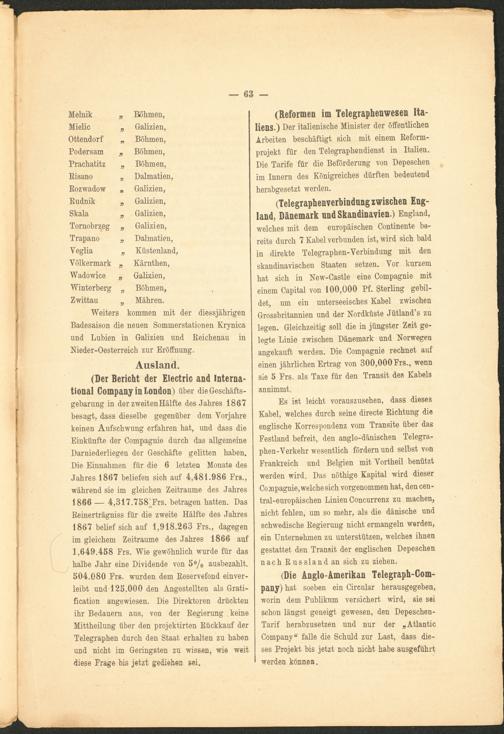 — 63 —
Melnik „ Böhmen,
Mielic „ Galizien,
Ottendorf „ Böhmen,
Podersam „ Böhmen,
Prachatitz „ Böhmen,
Risano „ Dalmatien,
Rozwadow „ Galizien,
Rudnik „ Galizien,
Skala „ Galizien,
Tornobrzeg „ Galizien,
Trapano „ Dalmatien,
Veglia „ Küstenland,
Völkermark „ Kärnthen,
Wadowice „ Galizien,
Winterberg „ Böhmen,
Zwittau „ Mähren.
Weiters kommen mit der diessjährigen
Badesaison die neuen Sommerstationen Krynica
und Lubien in Galizien und Reichenau in
Nieder-Oesterreich zur Eröffnung.
Ausland.
(Der Bericht der Electric and Interna-
tional Company in London) über die Geschäfts-
gebarung in der zweiten Hälfte des Jahres 1867
besagt, dass dieselbe gegenüber dem Vorjahre
keinen Aufschwung erfahren hat, und dass die
Einkünfte der Compagnie durch das allgemeine
Darniederliegen der Geschäfte gelitten haben.
Die Einnahmen für die 6 letzten Monate des
Jahres 1867 beliefen sich auf 4,481.986 Frs.,
während sie im gleichen Zeitraume des Jahres
1866 — 4,317.758 Frs. betragen hatten. Das
Reinerträgniss für die zweite Hälfte des Jahres
1867 belief sich auf 1,918.263 Frs., dagegen
im gleichem Zeitraume des Jahres 1866 auf
1,649.458 Frs. Wie gewöhnlich wurde für das
halbe Jahr eine Dividende von 5% ausbezahlt.
504.080 Frs. wurden dem Reservefond einver-
leibt und 125.000 den Angestellten als Grati-
fication angewiesen. Die Direktoren drückten
ihr Bedauern aus, von der Regierung keine
Mittheilung über den projektirten Rückkauf der
Telegraphen durch den Staat erhalten zu haben
und nicht im Geringsten zu wissen, wie weit
diese Frage bis jetzt gediehen sei.
(Reformen im Telegraphenwesen Ita-
liens.) Der italienische Minister der öffentlichen
Arbeiten beschäftigt sich mit einem Reform-
projekt für den Telegraphendienst in Italien.
Die Tarife für die Beförderung von Depeschen
im Innern des Königreiches dürften bedeutend
herabgesetzt werden.
(Telegraphenverbindung zwischen Eng-
land, Dänemark und Skandinavien.) England,
welches mit dem europäischen Continente be-
reits durch 7 Kabel verbunden ist, wird sich bald
in direkte Telegraphen-Verbindung mit den
skandinavischen Staaten setzen. Vor kurzem
hat sich in New-Castle eine Compagnie mit
einem Capital von 100,000 Pf. Sterling gebil-
det, um ein unterseeisches Kabel zwischen
Grossbritannien und der Nordküste Jütland's zu
legen. Gleichzeitig soll die in jüngster Zeit ge-
legte Linie zwischen Dänemark und Norwegen
angekauft werden. Die Compagnie rechnet auf
einen jährlichen Ertrag von 300,000 Frs., wenn
sie 5 Frs. als Taxe für den Transit des Kabels
annimmt.
Es ist leicht vorauszusehen, dass dieses
Kabel, welches durch seine direkte Richtung die
englische Korrespondenz vom Transite über das
Festland befreit, den anglo-dänischen Telegra-
phen-Verkehr wesentlich fördern und selbst von
Frankreich und Belgien mit Vortheil benützt
werden wird. Das nöthige Kapital wird dieser
Compagnie, welche sich vorgenommen hat, den cen-
tral-europäischen Linien Concurrenz zu machen,
nicht fehlen, um so mehr, als die dänische und
schwedische Regierung nicht ermangeln werden,
ein Unternehmen zu unterstützen, welches ihnen
gestattet den Transit der englischen Depeschen
nach Russland an sich zu ziehen.
(Die Anglo-Amerikan Telegraph-Com-
pany) hat soeben ein Circular herausgegeben,
worin dem Publikum versichert wird, sie sei
schon längst geneigt gewesen, den Depeschen-
Tarif herabzusetzen und nur der „Atlantic
Company" falle die Schuld zur Last, dass die-
ses Projekt bis jetzt noch nicht habe ausgeführt
werden können.